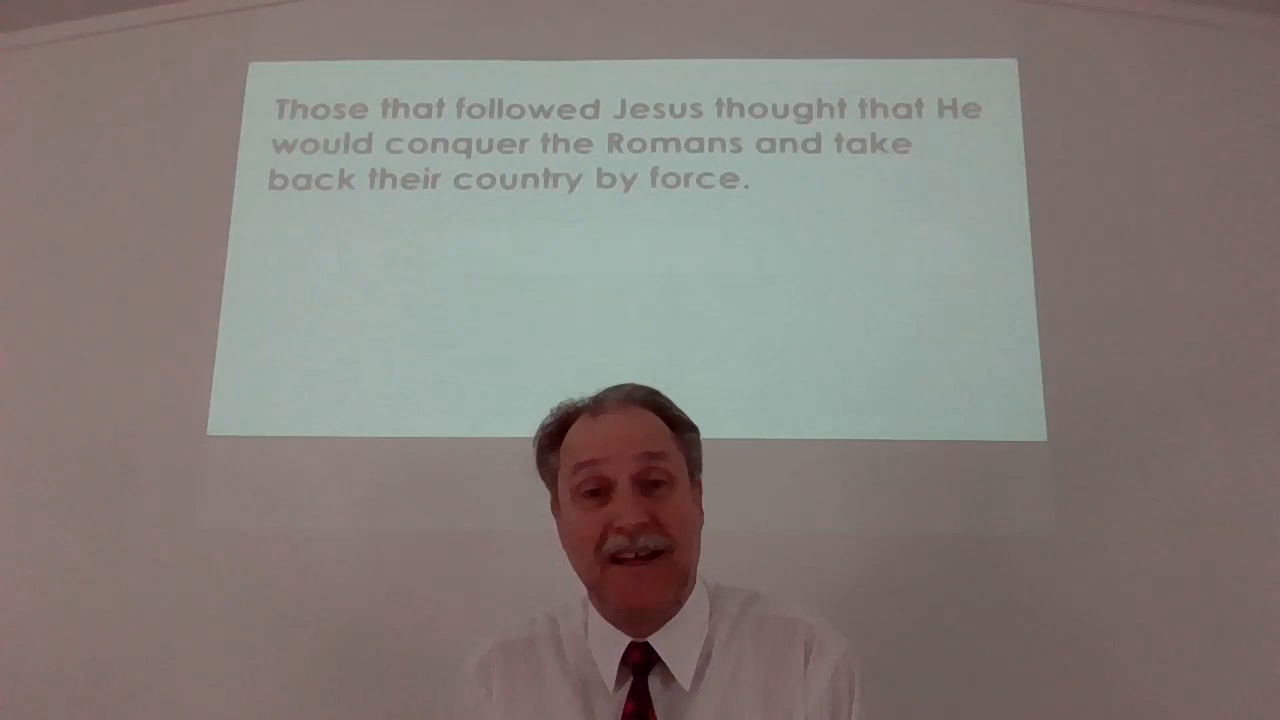 Those that followed Jesus thought that He
would conquer the Romans and take
back their country by force.